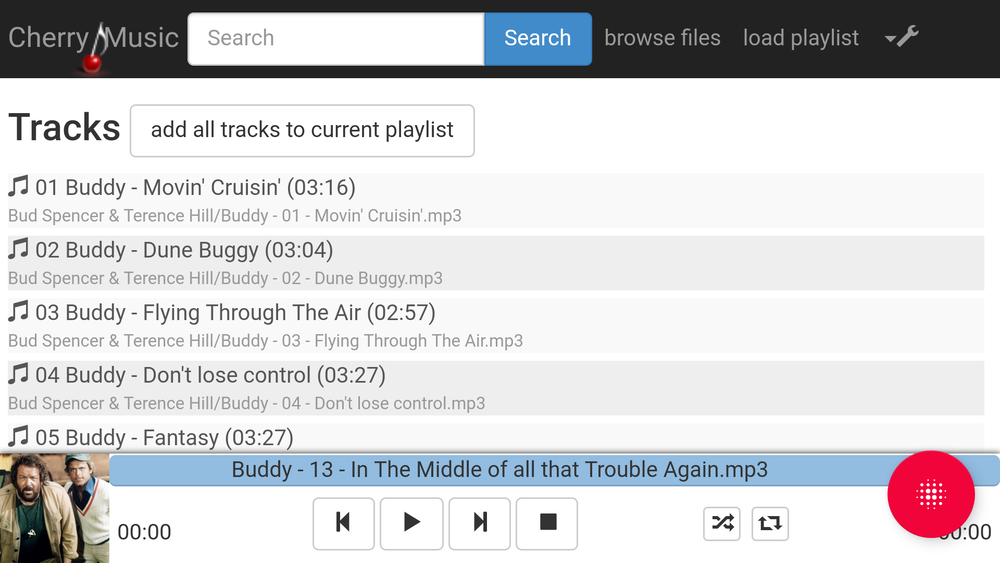 Cherry Music Search Search browse files load playlist
Tracks add all tracks to current playlist
01 Buddy - Movin' Cruisin' (03:16)
Bud Spencer & Terence Hill/Buddy - 01 - Movin' Cruisin'.mp3
02 Buddy - Dune Buggy (03:04)
Bud Spencer & Terence Hill/Buddy - 02 - Dune Buggy.mp3
03 Buddy - Flying Through The Air (02:57)
Bud Spencer & Terence Hill/Buddy - 03 - Flying Through The Air.mp3
04 Buddy - Don't lose control (03:27)
Bud Spencer & Terence Hill/Buddy - 04 - Don't lose control.mp3
05 Buddy - Fantasy (03:27)
Buddy - 13 - In The Middle of all that Trouble Again.mp3
00:00 00:00